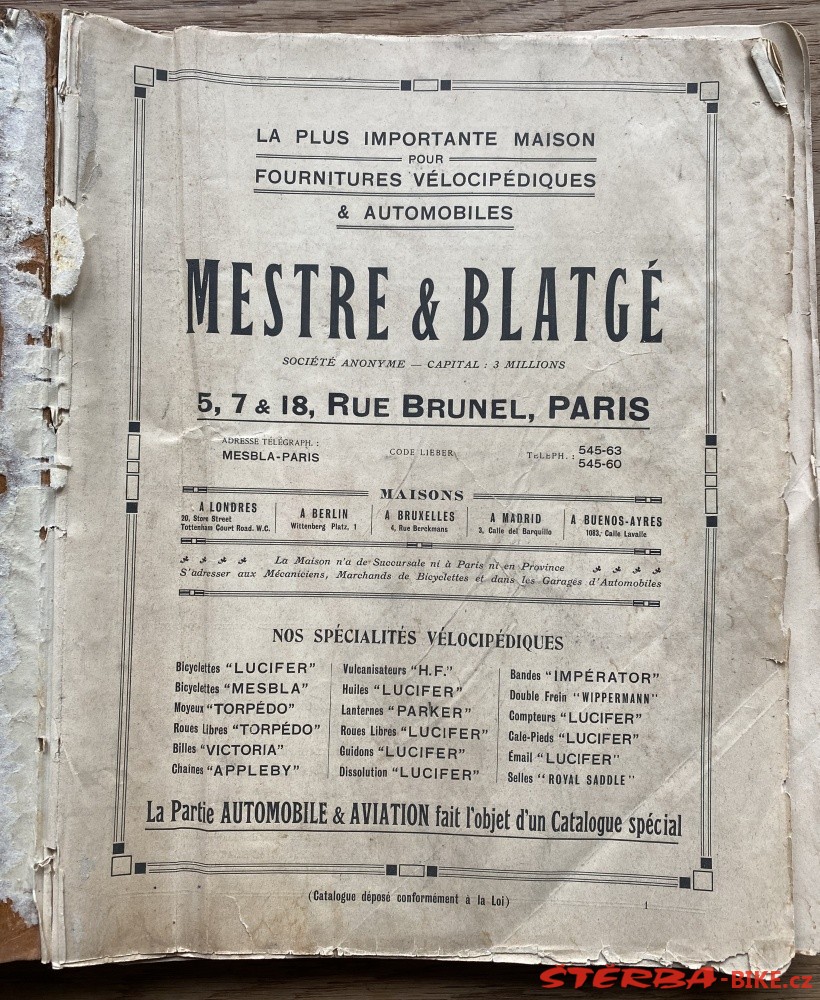 LA PLUS IMPORTANTE MAISON
POUR
FOURNITURES VÉLOCIPÉDIQUES
& AUTOMOBILES
MESTRE & BLATGÉ
SOCIÉTÉ ANONYME — CAPITAL : 3 MILLIONS
5, 7 & 18, RUE BRUNEL, PARIS
ADRESSE TÉLÉGRAPH. :
MESBLA-PARIS
CODE LIEBER
TÉLÉPH. : 545-63
545-60
MAISONS
A LONDRES
20, Store Street
Tottenham Court Road. W.C.
A BERLIN
Wittenberg Platz, 1
A BRUXELLES
4, Rue Berckmans
A MADRID
3, Calle del Barquillo
A BUENOS-AYRES
1083, Calle Lavalle
La Maison n'a de Succursale ni à Paris ni en Province
S'adresser aux Mécaniciens, Marchands de Bicyclettes et dans les Garages d'Automobiles
NOS SPÉCIALITÉS VÉLOCIPÉDIQUES
Bicyclettes "LUCIFER"
Bicyclettes "MESBLA"
Moyeux "TORPÉDO"
Roues Libres "TORPÉDO"
Billes "VICTORIA"
Chaines "APPLEBY"
Vulcanisateurs "H.F."
Huiles "LUCIFER"
Lanternes "PARKER"
Roues Libres "LUCIFER"
Guidons "LUCIFER"
Dissolution "LUCIFER"
Bandes "IMPÉRATOR"
Double Frein "WIPPERMANN"
Compteurs "LUCIFER"
Cale-Pieds "LUCIFER"
Émail "LUCIFER"
Selles "ROYAL SADDLE"
La Partie AUTOMOBILE & AVIATION fait l'objet d'un Catalogue spécial
(Catalogue déposé conformément à la Loi)
1
STERBA-BIKE.cz